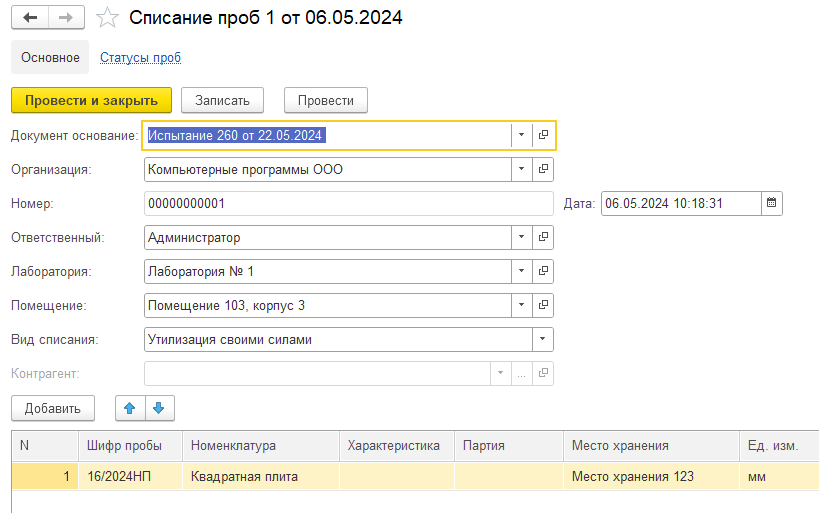 Списание проб 1 от 06.05.2024
Основное Статусы проб
Провести и закрыть Записать Провести
Документ основание: Испытание 260 от 22.05.2024
Организация: Компьютерные программы ООО
Номер: 00000000001 Дата: 06.05.2024 10:18:31
Ответственный: Администратор
Лаборатория: Лаборатория № 1
Помещение: Помещение 103, корпус 3
Вид списания: Утилизация своими силами
Контрагент: ...
Добавить
N Шифр пробы Номенклатура Характеристика Партия Место хранения Ед. изм.
1 16/2024НП Квадратная плита Место хранения 123 мм